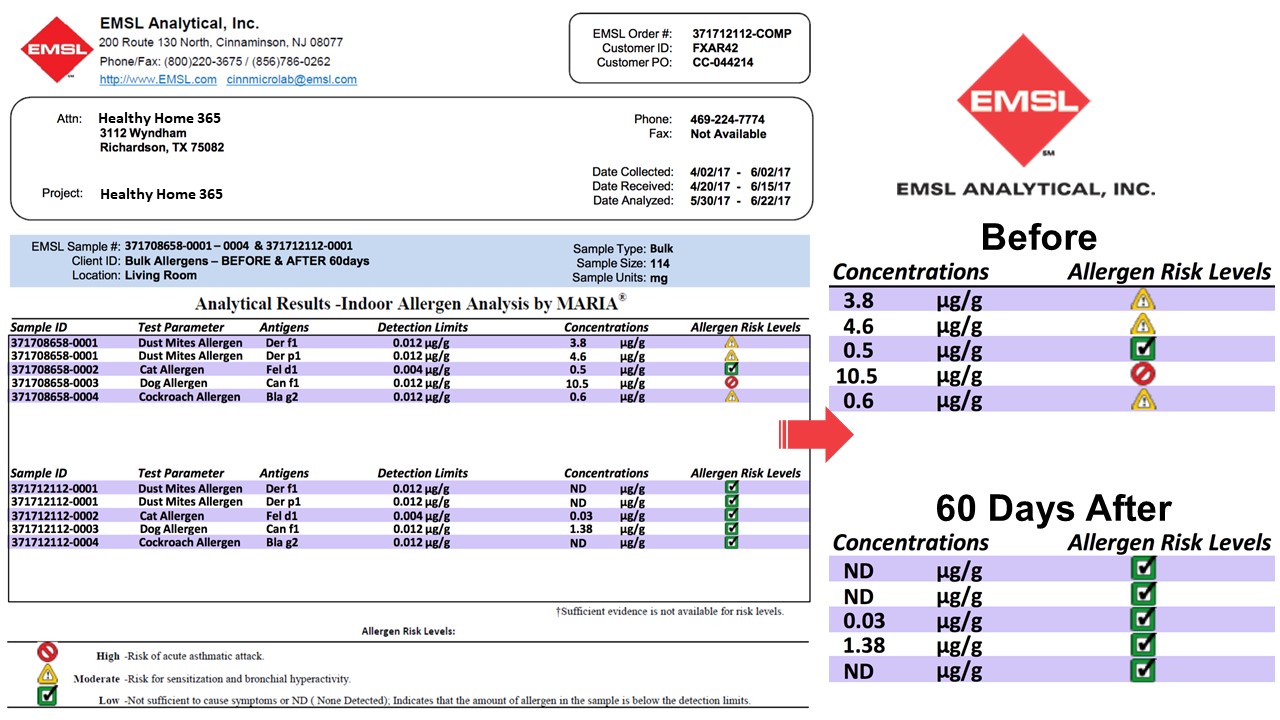 EMSL
SM
EMSL Analytical, Inc.
200 Route 130 North, Cinnaminson, NJ 08077
Phone/Fax: (800)220-3675 / (856)786-0262
http://www.EMSL.com cinnmicrolab@emsl.com
EMSL Order #: 371712112-COMP
Customer ID: FXAR42
Customer PO: CC-044214
Attn: Healthy Home 365
3112 Wyndham
Richardson, TX 75082
Phone: 469-224-7774
Fax: Not Available
Date Collected: 4/02/17 - 6/02/17
Date Received: 4/20/17 - 6/15/17
Date Analyzed: 5/30/17 - 6/22/17
Project: Healthy Home 365
EMSL Sample #: 371708658-0001 – 0004 & 371712112-0001
Client ID: Bulk Allergens – BEFORE & AFTER 60days
Location: Living Room
Sample Type: Bulk
Sample Size: 114
Sample Units: mg
Analytical Results -Indoor Allergen Analysis by MARIA®
Sample ID Test Parameter Antigens Detection Limits Concentrations Allergen Risk Levels
371708658-0001 Dust Mites Allergen Der f1 0.012 µg/g 3.8 µg/g
371708658-0001 Dust Mites Allergen Der p1 0.012 µg/g 4.6 µg/g
371708658-0002 Cat Allergen Fel d1 0.004 µg/g 0.5 µg/g
371708658-0003 Dog Allergen Can f1 0.012 µg/g 10.5 µg/g
371708658-0004 Cockroach Allergen Bla g2 0.012 µg/g 0.6 µg/g
Sample ID Test Parameter Antigens Detection Limits Concentrations Allergen Risk Levels
371712112-0001 Dust Mites Allergen Der f1 0.012 µg/g ND µg/g
371712112-0001 Dust Mites Allergen Der p1 0.012 µg/g ND µg/g
371712112-0002 Cat Allergen Fel d1 0.004 µg/g 0.03 µg/g
371712112-0003 Dog Allergen Can f1 0.012 µg/g 1.38 µg/g
371712112-0004 Cockroach Allergen Bla g2 0.012 µg/g ND µg/g
†Sufficient evidence is not available for risk levels.
Allergen Risk Levels:
High -Risk of acute asthmatic attack.
Moderate -Risk for sensitization and bronchial hyperactivity.
Low -Not sufficient to cause symptoms or ND ( None Detected); Indicates that the amount of allergen in the sample is below the detection limits.
EMSL
SM
EMSL ANALYTICAL, INC.
Before
Concentrations Allergen Risk Levels
3.8 µg/g
4.6 µg/g
0.5 µg/g
10.5 µg/g
0.6 µg/g
60 Days After
Concentrations Allergen Risk Levels
ND µg/g
ND µg/g
0.03 µg/g
1.38 µg/g
ND µg/g